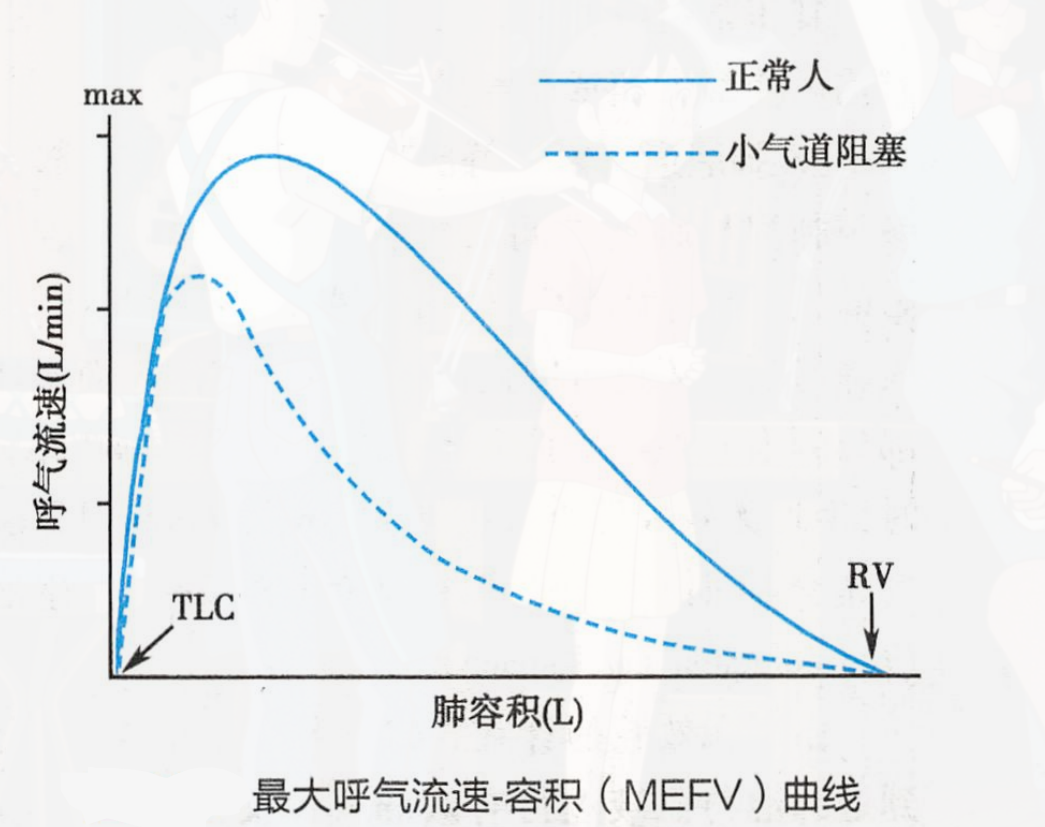 max
正常人
小气道阻塞
呼气流速(L/min)
TLC
RV
肺容积(L)
最大呼气流速-容积（MEFV）曲线